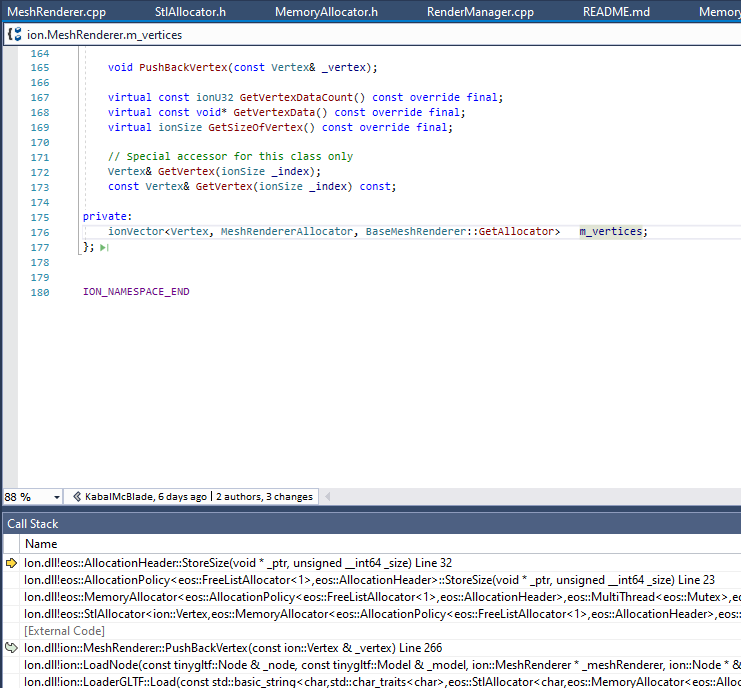 MeshRenderer.cpp StlAllocator.h MemoryAllocator.h RenderManager.cpp README.md Memory
ion.MeshRenderer.m_vertices
164
165 void PushBackVertex(const Vertex& _vertex);
166
167 virtual const ionU32 GetVertexDataCount() const override final;
168 virtual const void* GetVertexData() const override final;
169 virtual ionSize GetSizeOfVertex() const override final;
170
171 // Special accessor for this class only
172 Vertex& GetVertex(ionSize _index);
173 const Vertex& GetVertex(ionSize _index) const;
174
175 private:
176 ionVector<Vertex, MeshRendererAllocator, BaseMeshRenderer::GetAllocator> m_vertices;
177 };
178
179
180 ION_NAMESPACE_END
88 % KabalMcBlade, 6 days ago | 2 authors, 3 changes
Call Stack
Name
Ion.dll!eos::AllocationHeader::StoreSize(void * _ptr, unsigned __int64 _size) Line 32
Ion.dll!eos::AllocationPolicy<eos::FreeListAllocator<1>,eos::AllocationHeader>::StoreSize(void * _ptr, unsigned __int64 _size) Line 23
Ion.dll!eos::MemoryAllocator<eos::AllocationPolicy<eos::FreeListAllocator<1>,eos::AllocationHeader>,eos::MultiThread<eos::Mutex>,e
Ion.dll!eos::StlAllocator<ion::Vertex,eos::MemoryAllocator<eos::AllocationPolicy<eos::FreeListAllocator<1>,eos::AllocationHeader>,eos:
[External Code]
Ion.dll!ion::MeshRenderer::PushBackVertex(const ion::Vertex & _vertex) Line 266
Ion.dll!ion::LoadNode(const tinygltf::Node & _node, const tinygltf::Model & _model, ion::MeshRenderer * _meshRenderer, ion::Node * &
Ion.dll!ion::LoaderGLTF::Load(const std::basic_string<char,std::char_traits<char>,eos::StlAllocator<char,eos::MemoryAllocator<eos::Allo